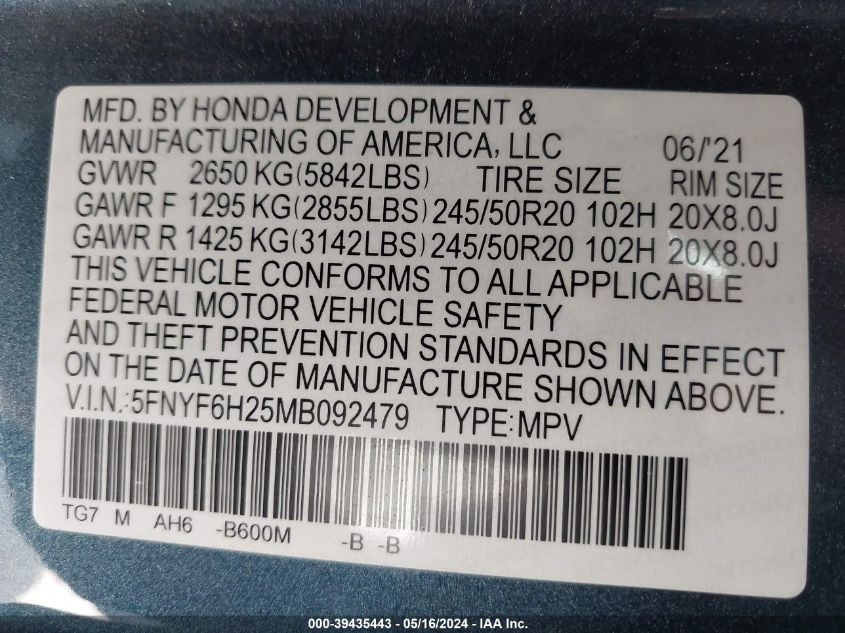 MFD. BY HONDA DEVELOPMENT &
MANUFACTURING OF AMERICA, LLC 06/'21
GVWR 2650 KG(5842LBS) TIRE SIZE RIM SIZE
GAWR F 1295 KG(2855LBS) 245/50R20 102H 20X8.0J
GAWR R 1425 KG(3142LBS) 245/50R20 102H 20X8.0J
THIS VEHICLE CONFORMS TO ALL APPLICABLE
FEDERAL MOTOR VEHICLE SAFETY
AND THEFT PREVENTION STANDARDS IN EFFECT
ON THE DATE OF MANUFACTURE SHOWN ABOVE.
V.I.N.:5FNYF6H25MB092479 TYPE:MPV
TG7 M AH6 -B600M -B -B
000-39435443 - 05/16/2024 - IAA Inc.